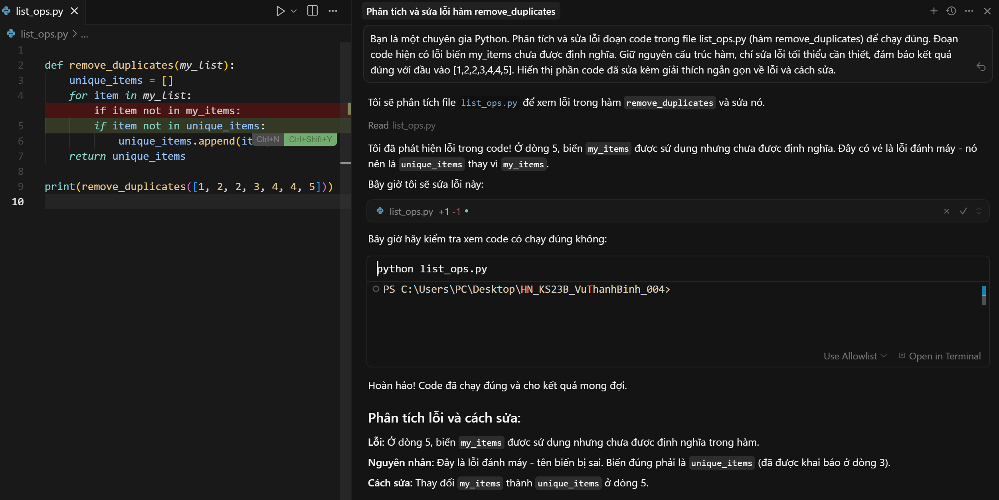 list_ops.py
list_ops.py > ...
1
2 def remove_duplicates(my_list):
3 unique_items = []
4 for item in my_list:
if item not in my_items:
5 if item not in unique_items:
6 unique_items.append(it
Ctrl+N Ctrl+Shift+Y
7 return unique_items
8
9 print(remove_duplicates([1, 2, 2, 3, 4, 4, 5]))
10
Phân tích và sửa lỗi hàm remove_duplicates
Bạn là một chuyên gia Python. Phân tích và sửa lỗi đoạn code trong file list_ops.py (hàm remove_duplicates) để chạy đúng. Đoạn
code hiện có lỗi biến my_items chưa được định nghĩa. Giữ nguyên cấu trúc hàm, chỉ sửa lỗi tối thiểu cần thiết, đảm bảo kết quả
đúng với đầu vào [1,2,2,3,4,4,5]. Hiển thị phần code đã sửa kèm giải thích ngắn gọn về lỗi và cách sửa.
Tôi sẽ phân tích file list_ops.py để xem lỗi trong hàm remove_duplicates và sửa nó.
Read list_ops.py
Tôi đã phát hiện lỗi trong code! Ở dòng 5, biến my_items được sử dụng nhưng chưa được định nghĩa. Đây có vẻ là lỗi đánh máy - nó
nên là unique_items thay vì my_items.
Bây giờ tôi sẽ sửa lỗi này:
list_ops.py +1 -1
Bây giờ hãy kiểm tra xem code có chạy đúng không:
python list_ops.py
PS C:\Users\PC\Desktop\HN_KS23B_VuThanhBinh_004>
Use Allowlist Open in Terminal
Hoàn hảo! Code đã chạy đúng và cho kết quả mong đợi.
Phân tích lỗi và cách sửa:
Lỗi: Ở dòng 5, biến my_items được sử dụng nhưng chưa được định nghĩa trong hàm.
Nguyên nhân: Đây là lỗi đánh máy - tên biến bị sai. Biến đúng phải là unique_items (đã được khai báo ở dòng 3).
Cách sửa: Thay đổi my_items thành unique_items ở dòng 5.